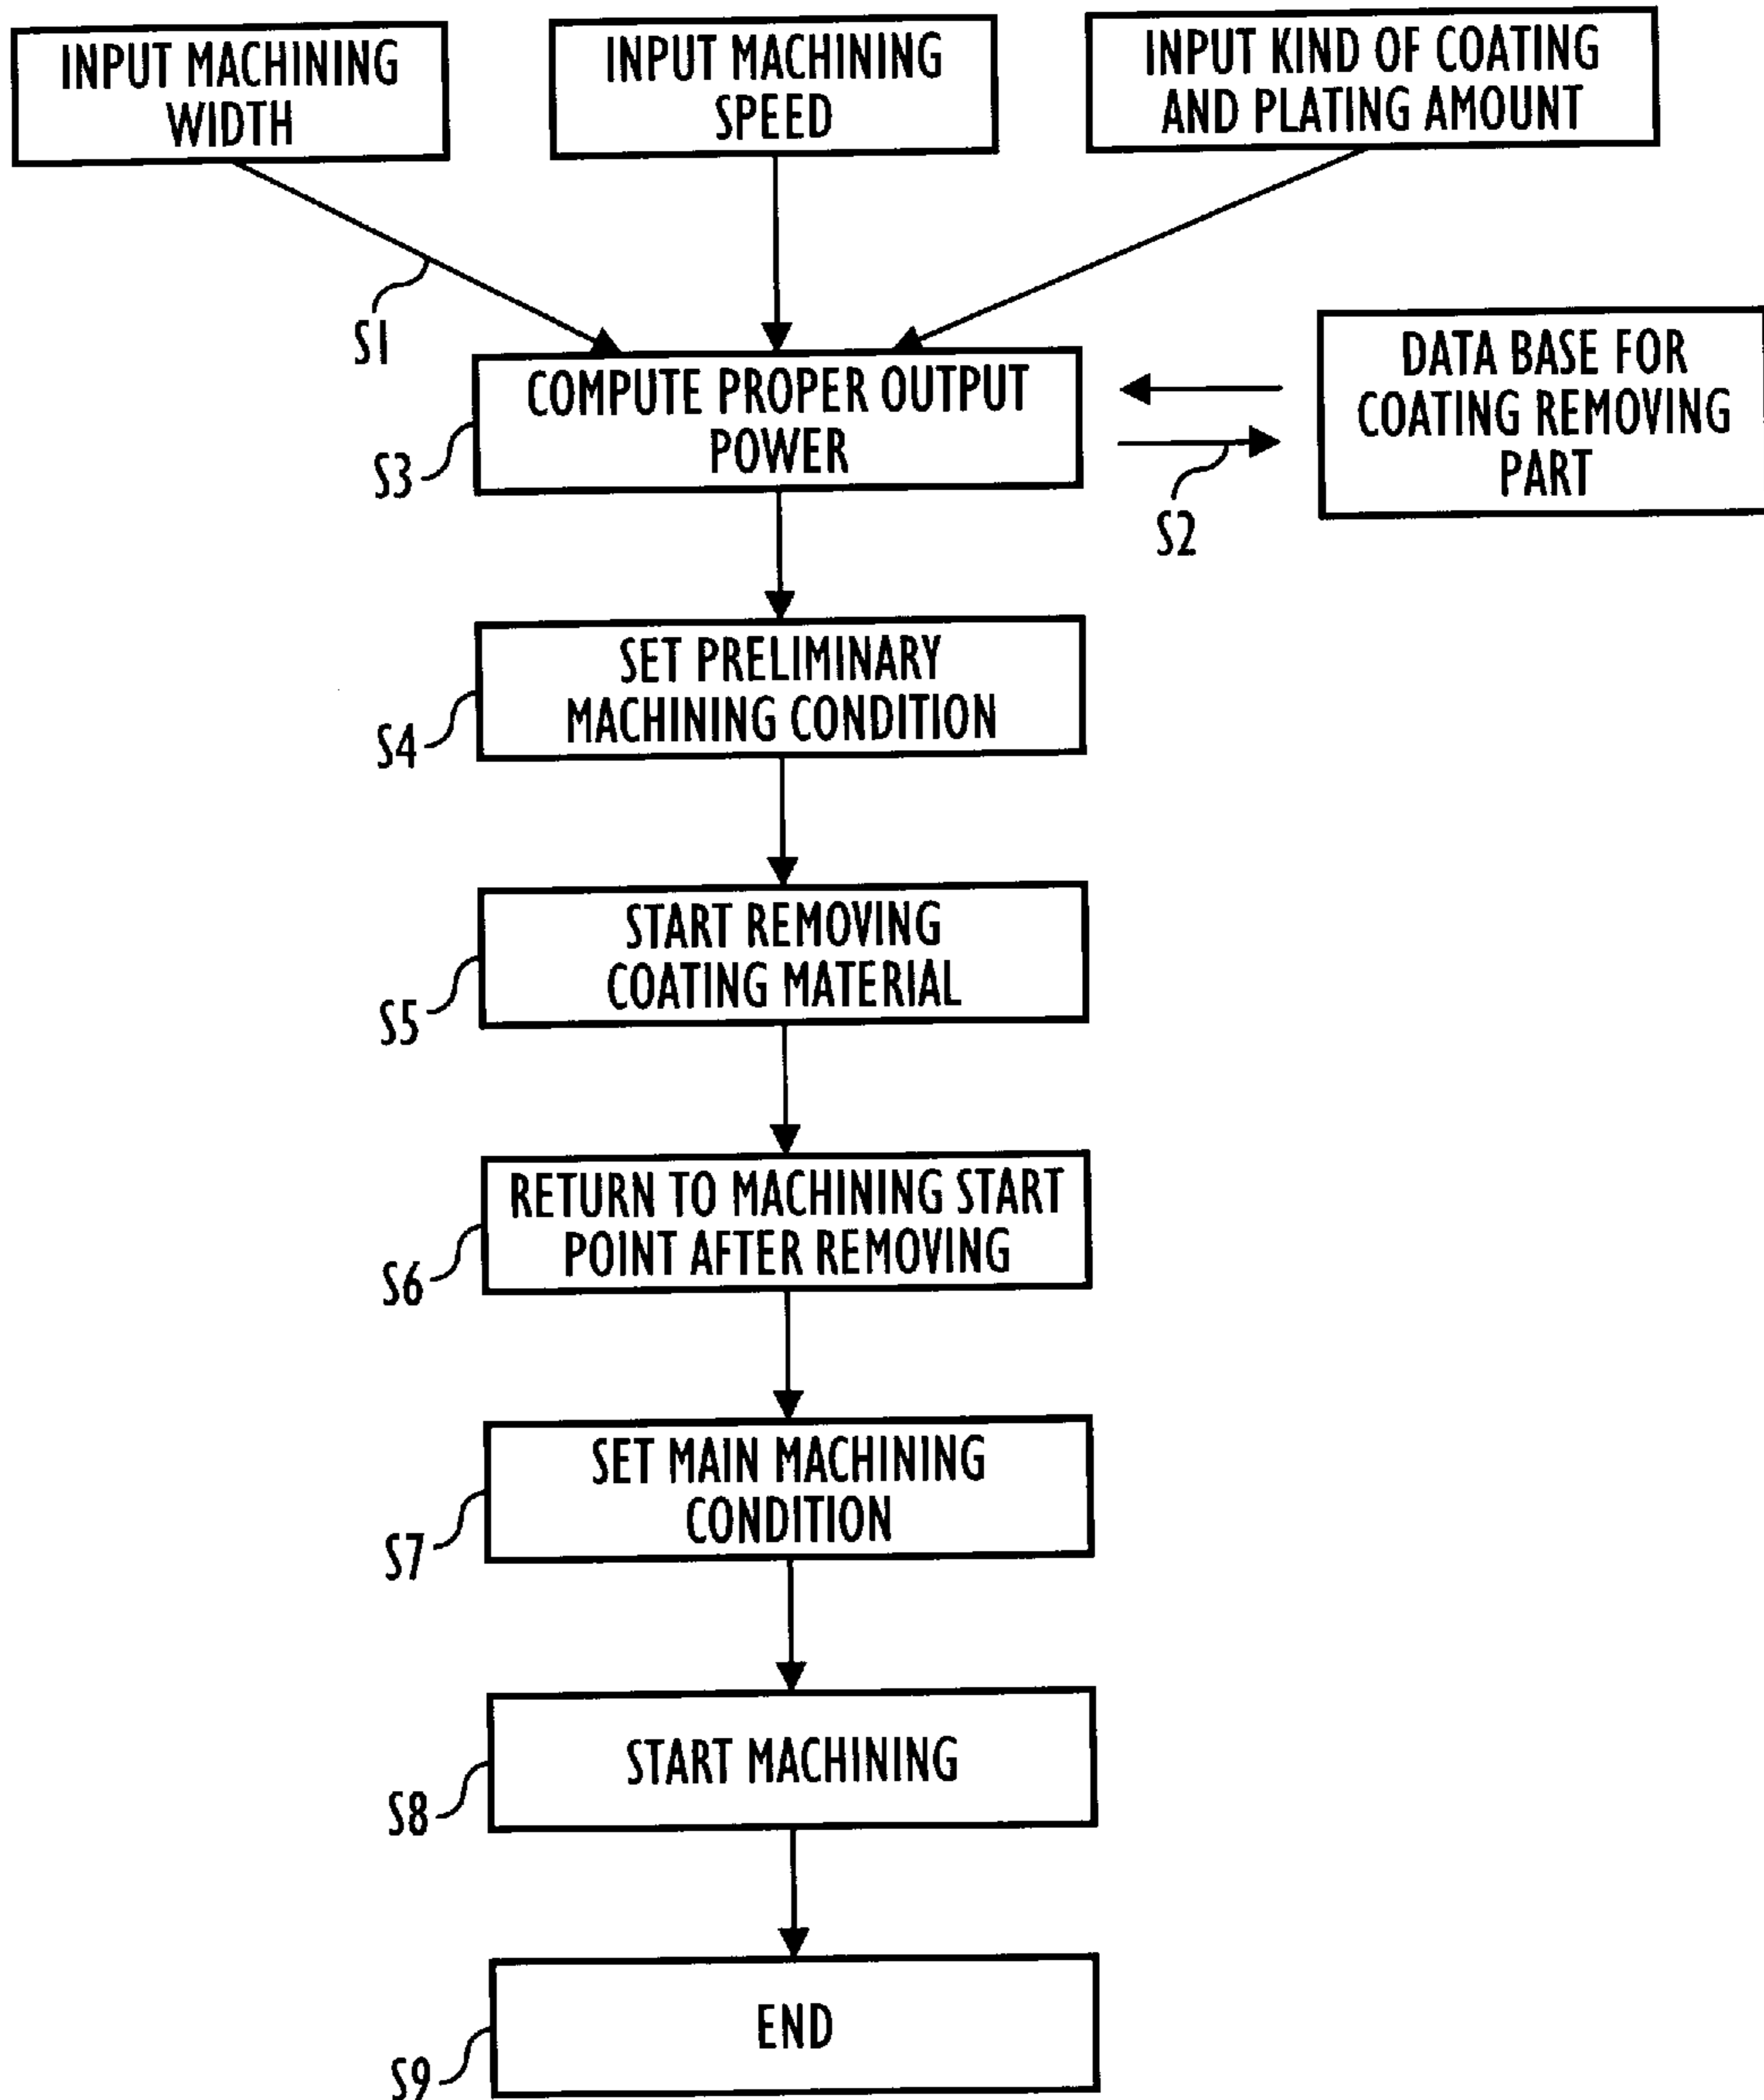 INPUT MACHINING
WIDTH
INPUT MACHINING
SPEED
INPUT KIND OF COATING
AND PLATING AMOUNT
S1
DATA BASE FOR
COATING REMOVING
PART
COMPUTE PROPER OUTPUT
POWER
S3
S2
SET PRELIMINARY
MACHINING CONDITION
S4
START REMOVING
COATING MATERIAL
S5
RETURN TO MACHINING START
POINT AFTER REMOVING
S6
SET MAIN MACHINING
CONDITION
S7
START MACHINING
S8
END
S9